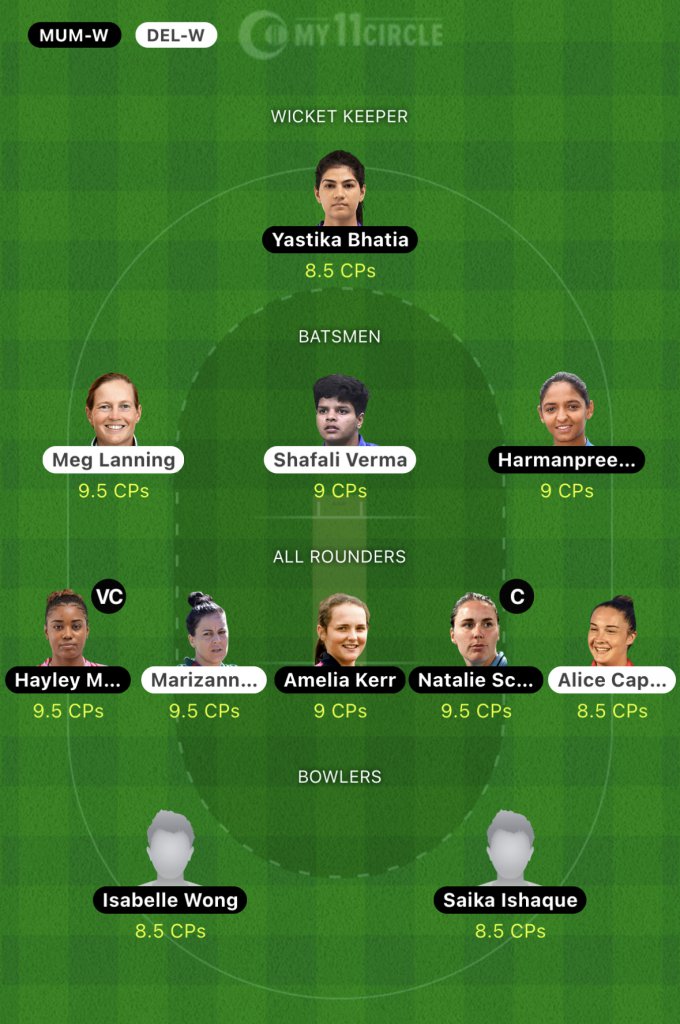 MUM-W DEL-W MY11CIRCLE
WICKET KEEPER
Yastika Bhatia
8.5 CPs
BATSMEN
Meg Lanning Shafali Verma Harmanpree...
9.5 CPs 9 CPs 9 CPs
ALL ROUNDERS
VC C
Hayley M... Marizann... Amelia Kerr Natalie Sc... Alice Cap...
9.5 CPs 9.5 CPs 9 CPs 9.5 CPs 8.5 CPs
BOWLERS
Isabelle Wong Saika Ishaque
8.5 CPs 8.5 CPs